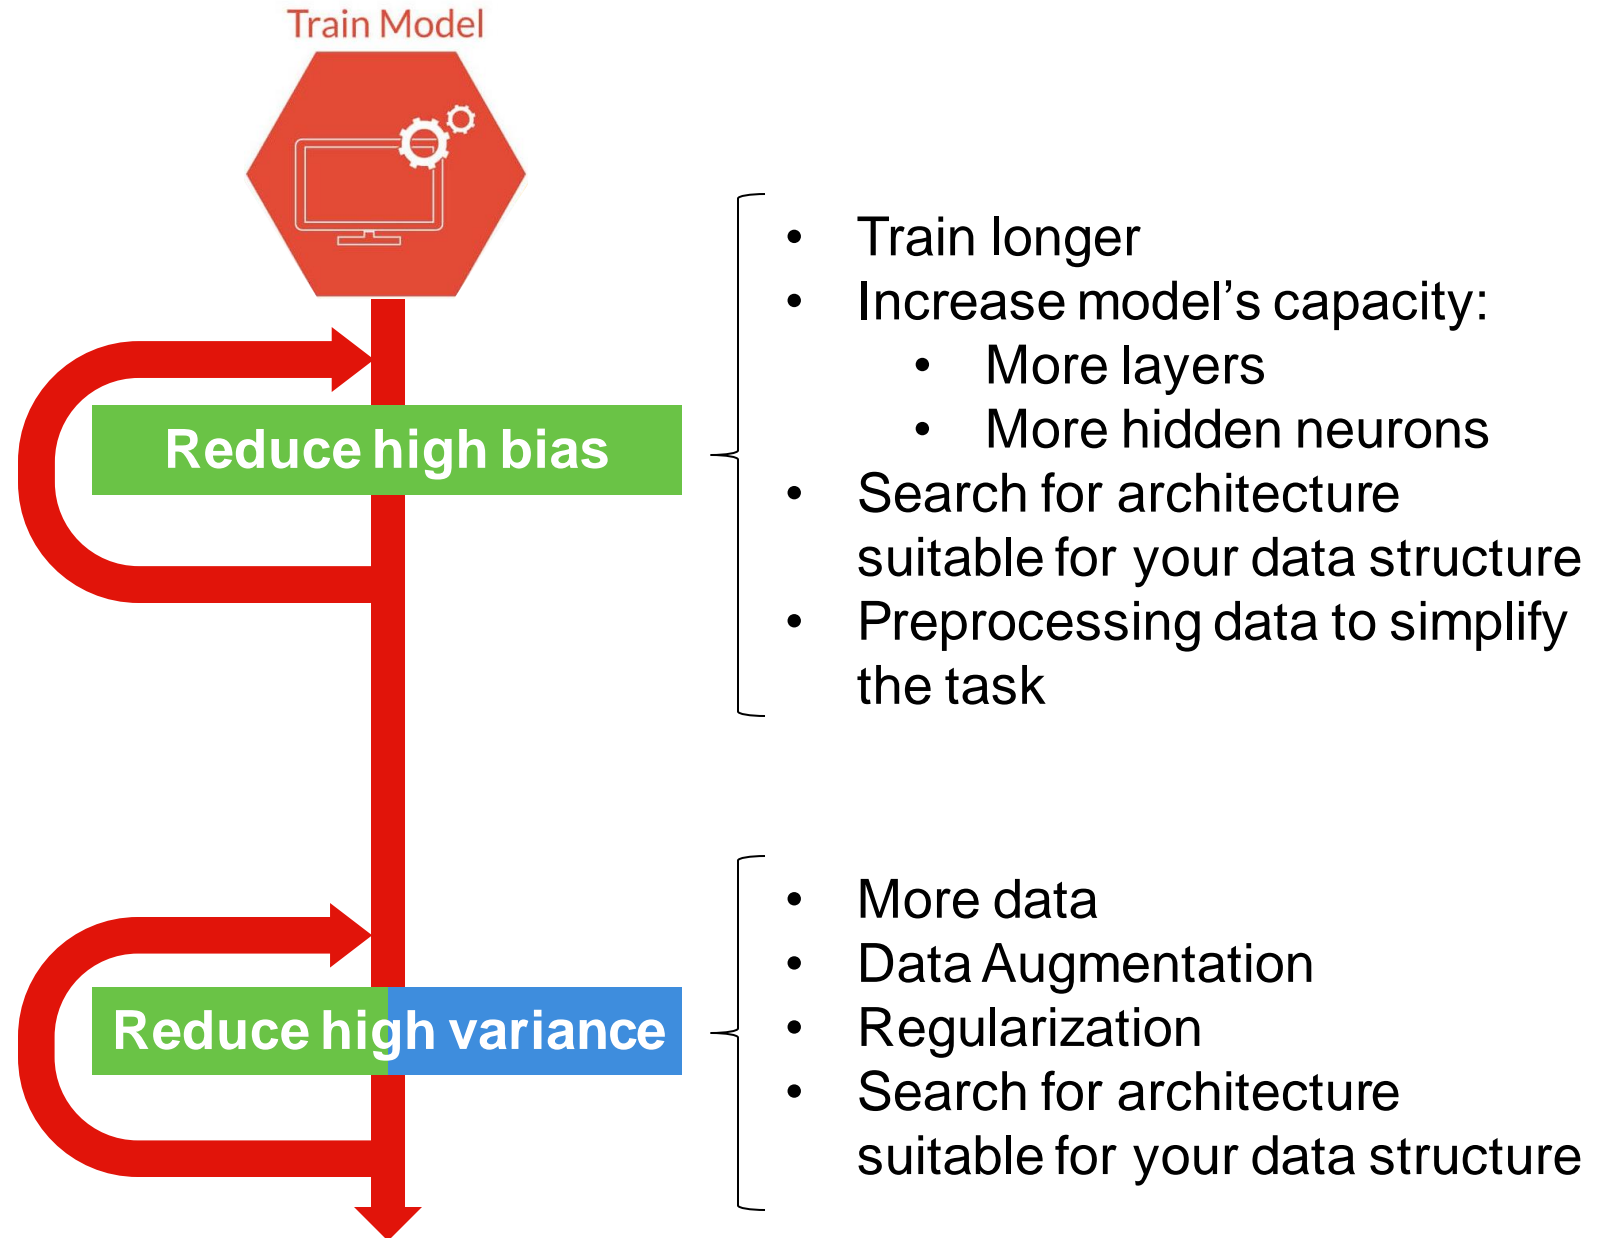 Train Model
• Train longer
• Increase model’s capacity:
• More layers
• More hidden neurons
Reduce high bias
• Search for architecture
suitable for your data structure
• Preprocessing data to simplify
the task
• More data
• Data Augmentation
• Regularization
Reduce high variance
• Search for architecture
suitable for your data structure